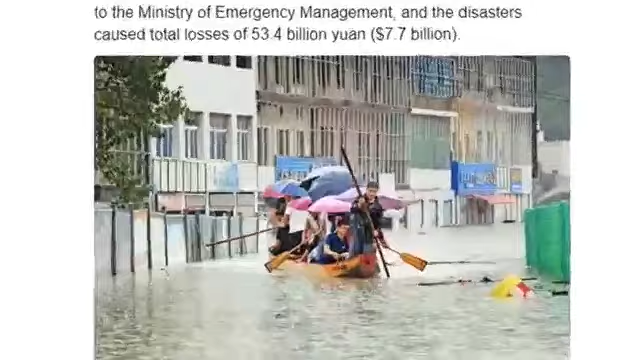 to the Ministry of Emergency Management, and the disasters
caused total losses of 53.4 billion yuan ($7.7 billion).